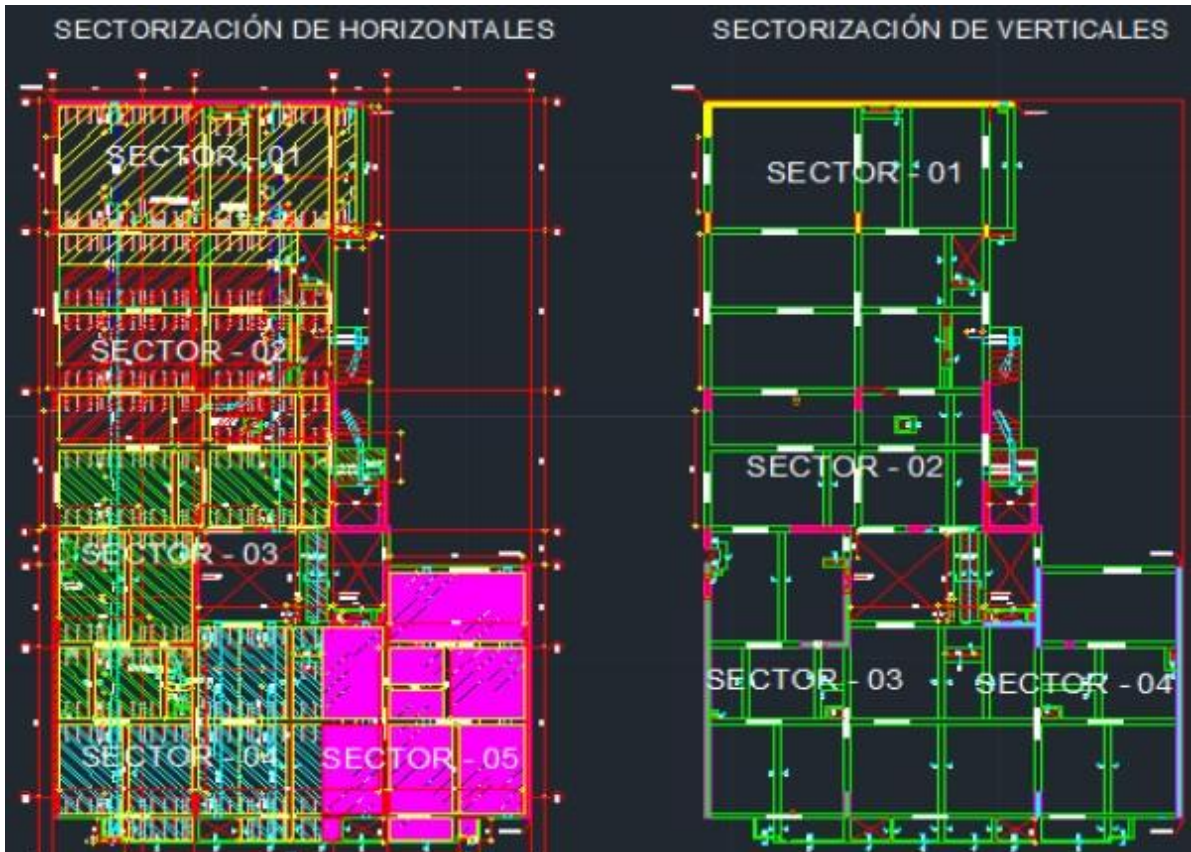 SECTORIZACIÓN DE HORIZONTALES
SECTOR - 01
SECTOR - 02
SECTOR - 03
SECTOR - 04
SECTOR - 05
SECTORIZACIÓN DE VERTICALES
SECTOR - 01
SECTOR - 02
SECTOR - 03
SECTOR - 04